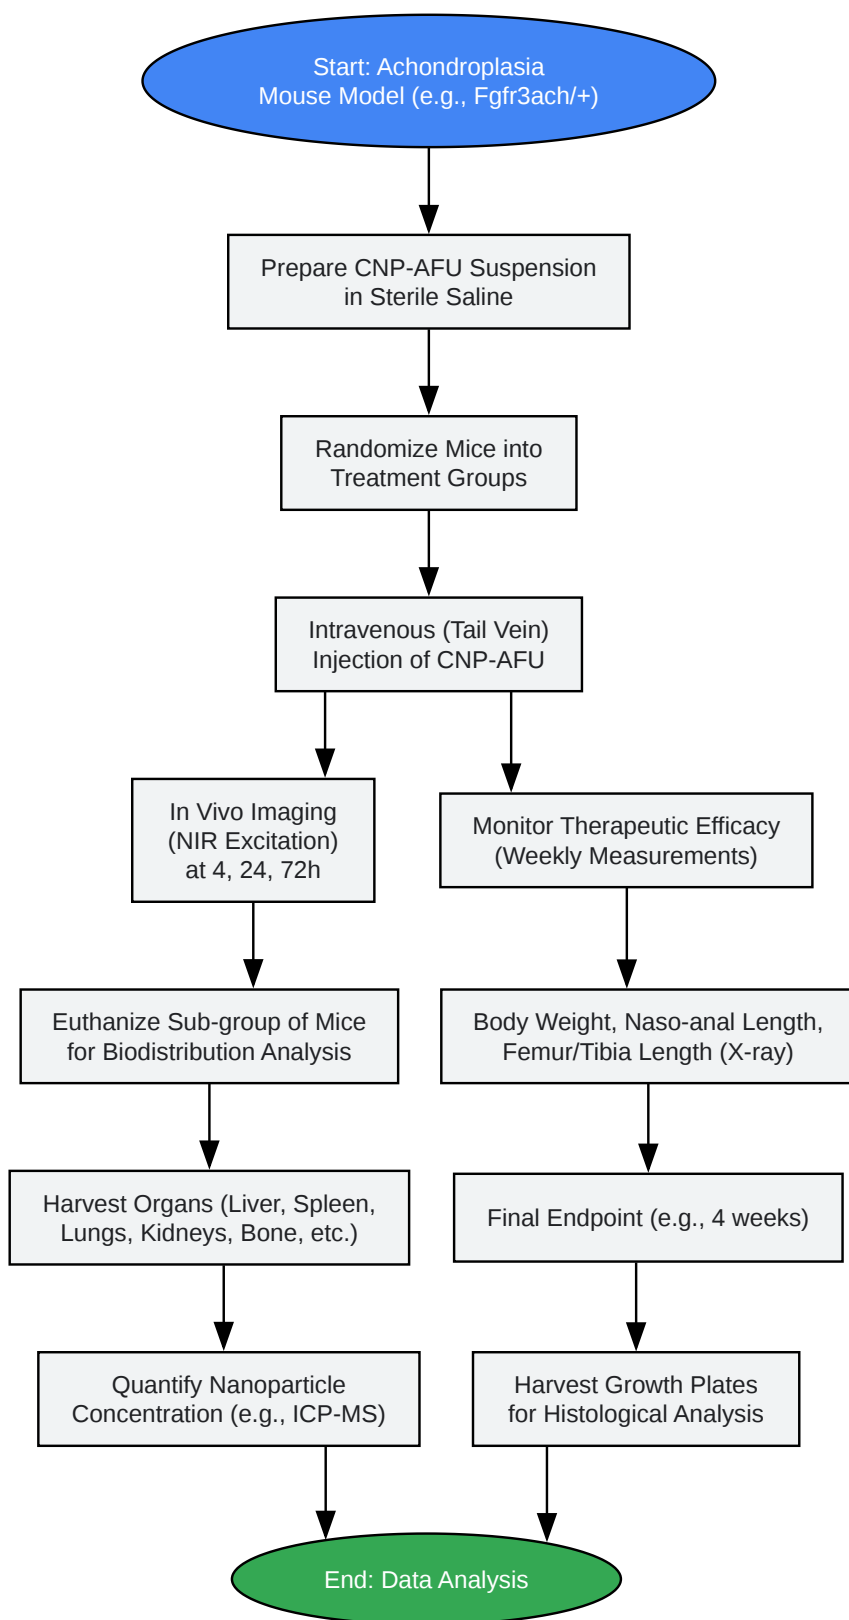 Start: Achondroplasia
Mouse Model (e.g., Fgfr3ach/+)
Prepare CNP-AFU Suspension
in Sterile Saline
Randomize Mice into
Treatment Groups
Intravenous (Tail Vein)
Injection of CNP-AFU
In Vivo Imaging
(NIR Excitation)
at 4, 24, 72h
Monitor Therapeutic Efficacy
(Weekly Measurements)
Euthanize Sub-group of Mice
for Biodistribution Analysis
Body Weight, Naso-anal Length,
Femur/Tibia Length (X-ray)
Harvest Organs (Liver, Spleen,
Lungs, Kidneys, Bone, etc.)
Final Endpoint (e.g., 4 weeks)
Quantify Nanoparticle
Concentration (e.g., ICP-MS)
Harvest Growth Plates
for Histological Analysis
End: Data Analysis